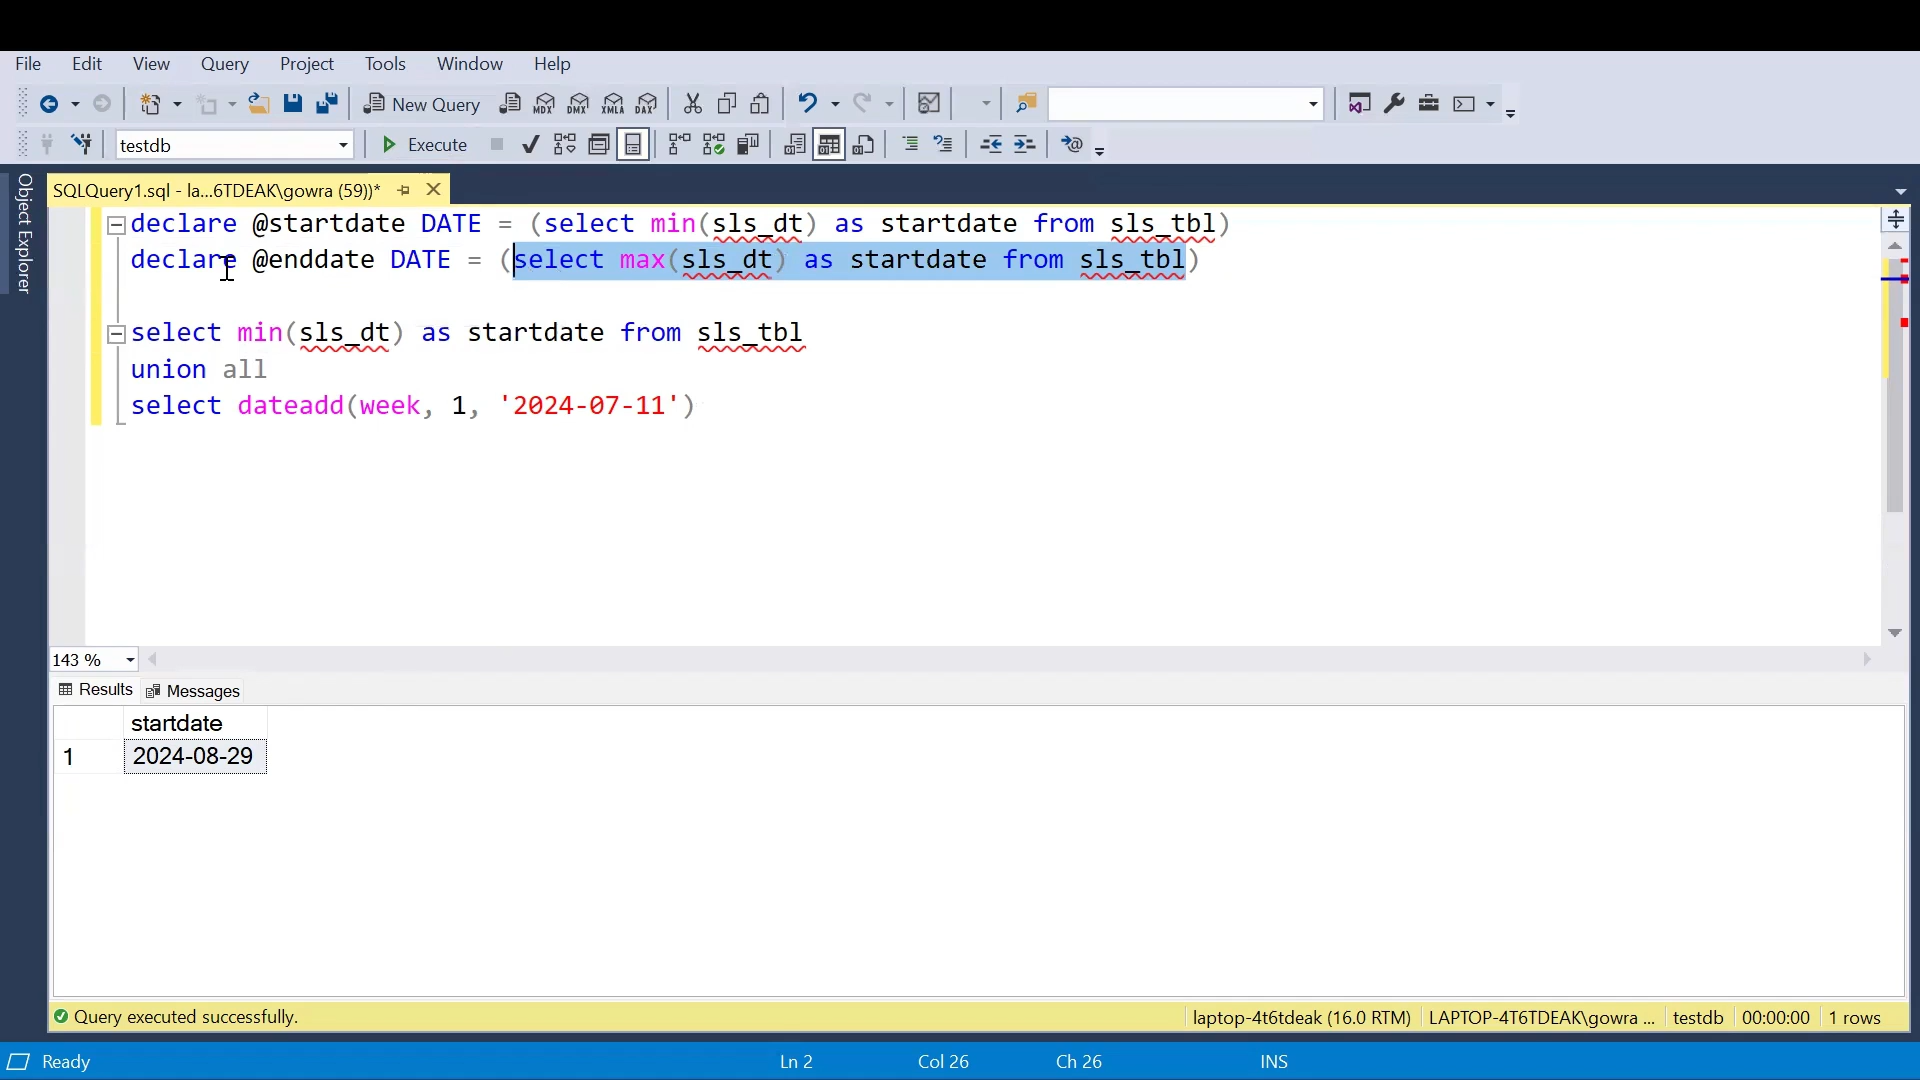 File Edit View Query Project Tools Window Help
New Query MDX DMX XMLA DAX
testdb Execute
SQLQuery1.sql - la...6TDEAK\gowra (59))*
Object Explorer
declare @startdate DATE = (select min(sls_dt) as startdate from sls_tbl)
declare @enddate DATE = (select max(sls_dt) as startdate from sls_tbl)
select min(sls_dt) as startdate from sls_tbl
union all
select dateadd(week, 1, '2024-07-11')
143 %
Results Messages
startdate
1 2024-08-29
Query executed successfully. laptop-4t6tdeak (16.0 RTM) LAPTOP-4T6TDEAK\gowra ... testdb 00:00:00 1 rows
Ready Ln 2 Col 26 Ch 26 INS